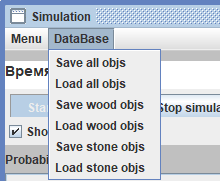 Simulation
Menu DataBase
Время
Save all objs
Load all objs
Save wood objs
Load wood objs
Save stone objs
Load stone objs
Sta
Stop simula
Sho
Probabi